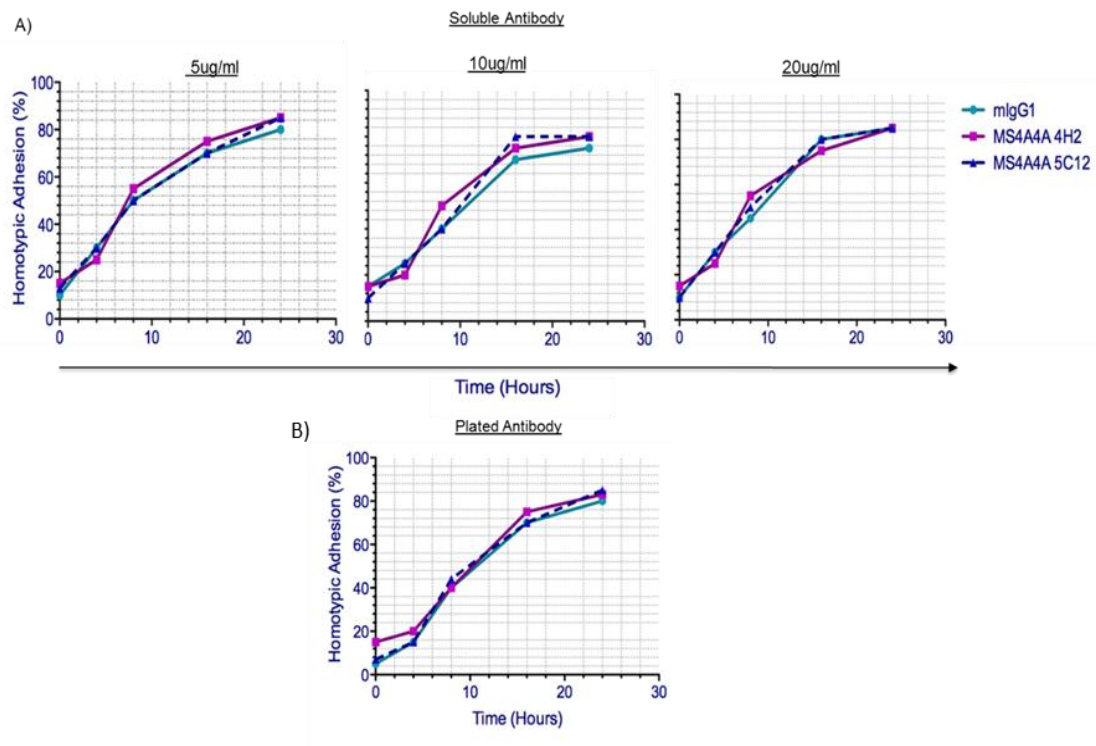 A)
Soluble Antibody
5ug/ml
10ug/ml
20ug/ml
Homotypic Adhesion (%)
100
80
60
40
20
0
0 10 20 30
0 10 20 30
0 10 20 30
mIgG1
MS4A4A 4H2
MS4A4A 5C12
Time (Hours)
B)
Plated Antibody
Homotypic Adhesion (%)
100
80
60
40
20
0
0 10 20 30
Time (Hours)